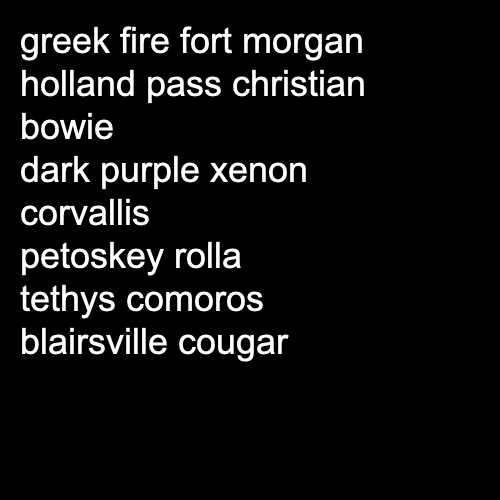 greek fire fort morgan
holland pass christian
bowie
dark purple xenon
corvallis
petoskey rolla
tethys comoros
blairsville cougar